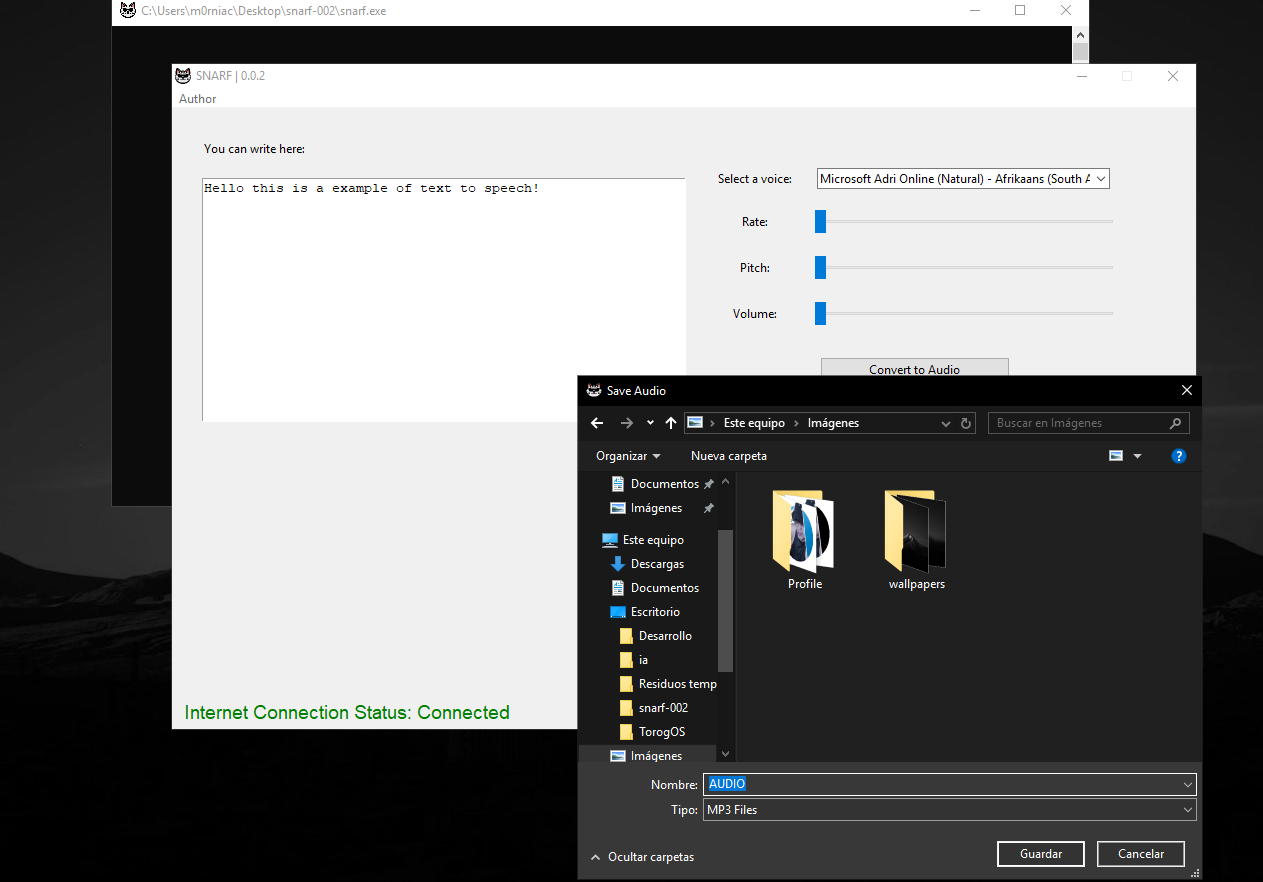 C:\Users\m0rniac\Desktop\snarf-002\snarf.exe
SNARF | 0.0.2
Author
You can write here:
Hello this is a example of text to speech!
Select a voice:
Microsoft Adri Online (Natural) - Afrikaans (South A
Rate:
Pitch:
Volume:
Convert to Audio
Internet Connection Status: Connected
Save Audio
Este equipo
Imágenes
Buscar en Imágenes
Organizar
Nueva carpeta
?
Documentos
Imágenes
Este equipo
Descargas
Documentos
Escritorio
Desarrollo
ia
Residuos temp
snarf-002
TorogOS
Imágenes
Profile
wallpapers
Nombre: AUDIO
Tipo: MP3 Files
Ocultar carpetas
Guardar
Cancelar